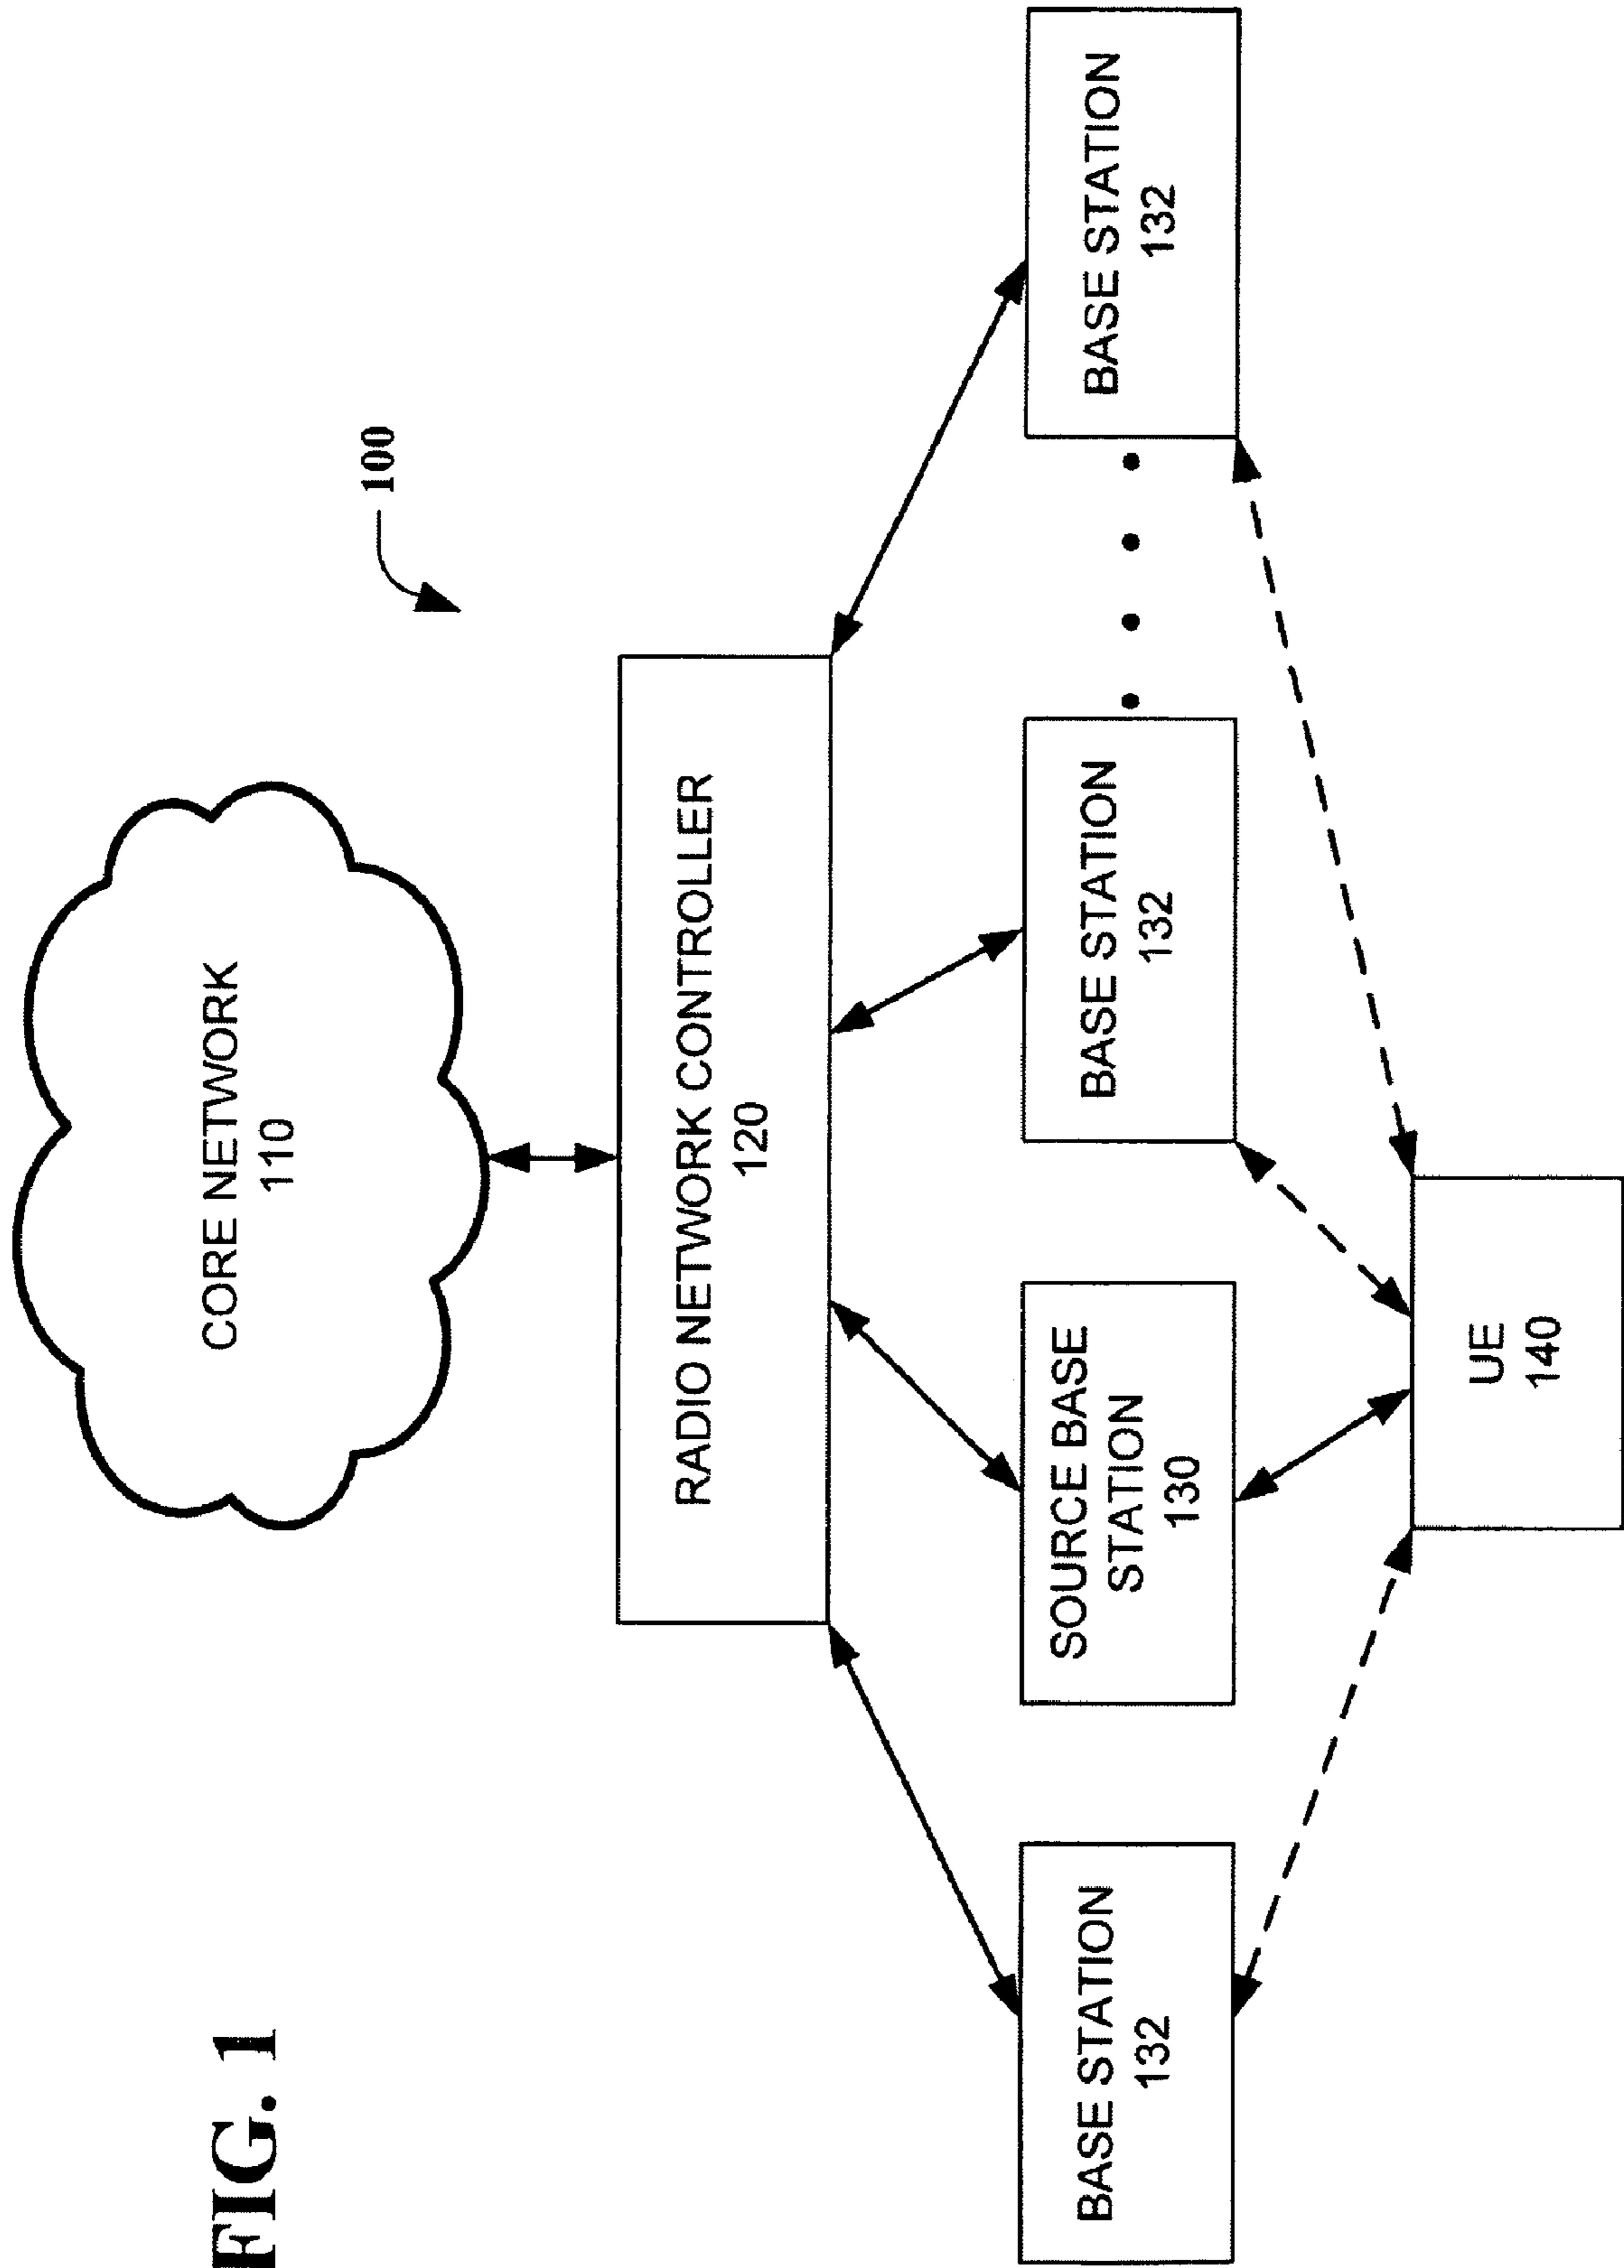 FIG. 1
CORE NETWORK
110
100
RADIO NETWORK CONTROLLER
120
BASE STATION
132
SOURCE BASE
STATION
130
BASE STATION
132
BASE STATION
132
UE
140